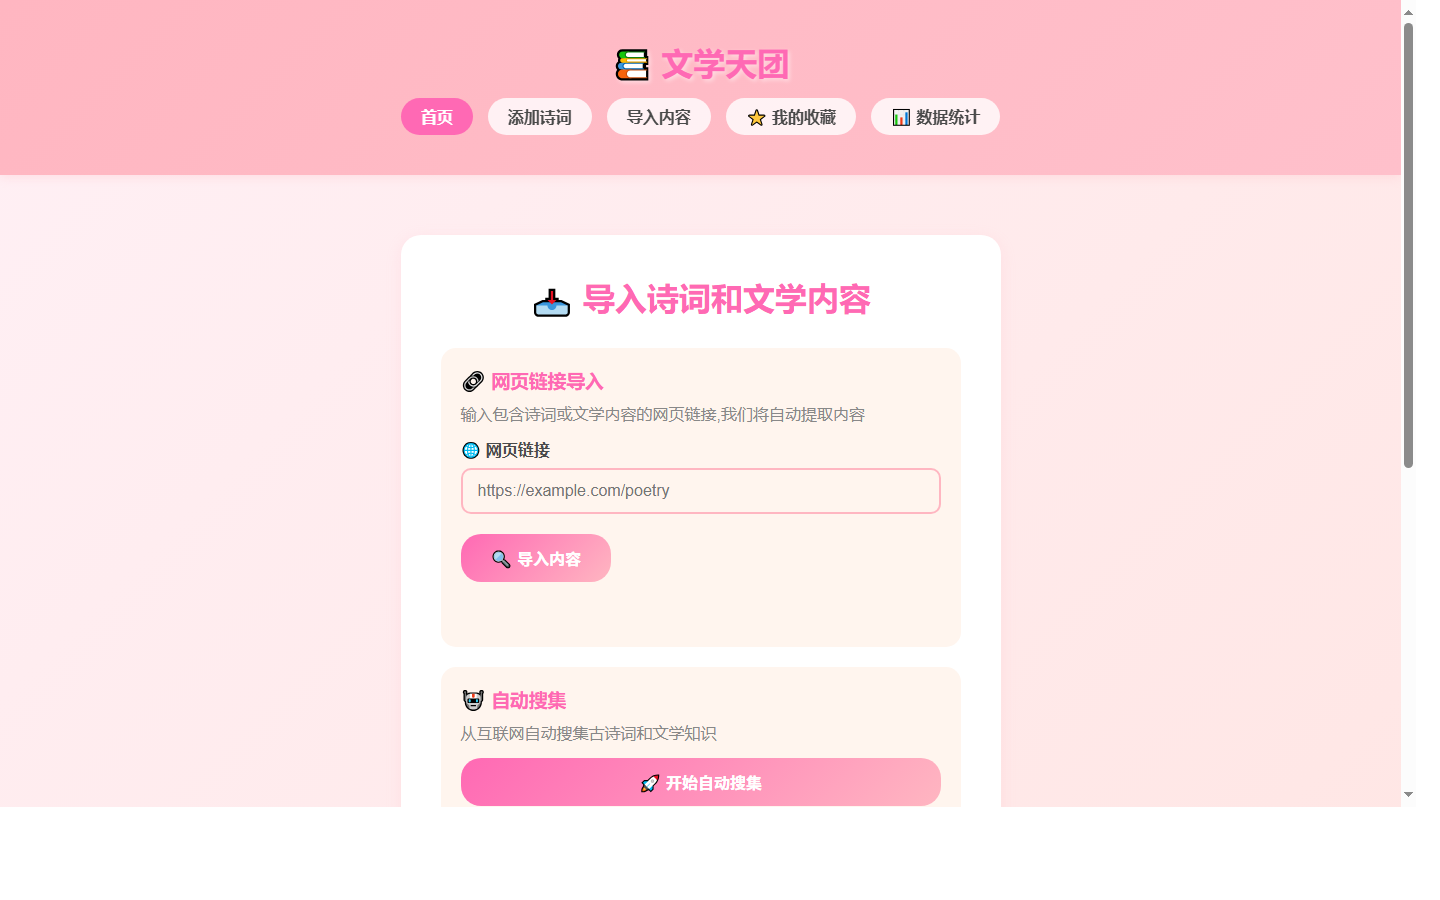 文学天团
首页 添加诗词 导入内容 我的收藏 数据统计
导入诗词和文学内容
网页链接导入
输入包含诗词或文学内容的网页链接,我们将自动提取内容
网页链接
https://example.com/poetry
导入内容
自动搜集
从互联网自动搜集古诗词和文学知识
开始自动搜集